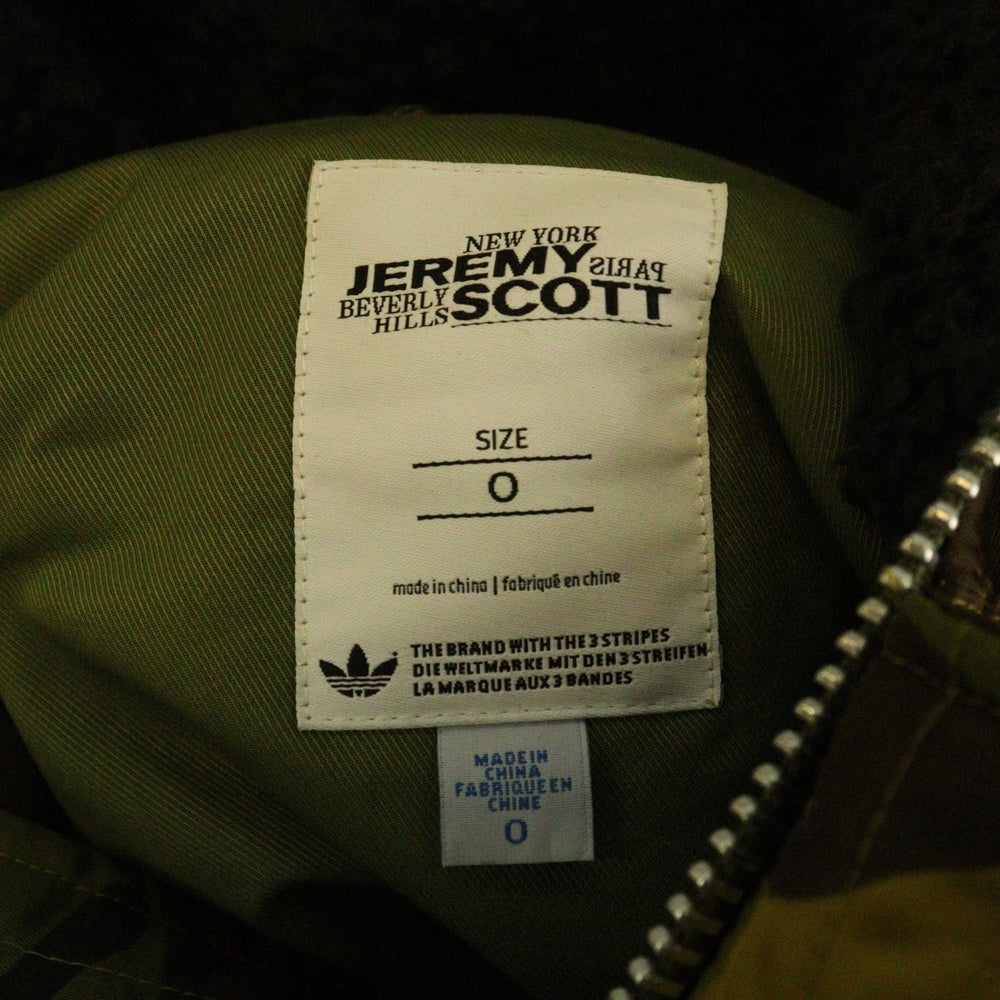 NEW YORK
JEREMY PARIS
BEVERLY SCOTT
HILLS
SIZE
O
made in china | fabriqué en chine
THE BRAND WITH THE 3 STRIPES
DIE WELTMARKE MIT DEN 3 STREIFEN
LA MARQUE AUX 3 BANDES
MADE IN
CHINA
FABRIQUE EN
CHINE
O